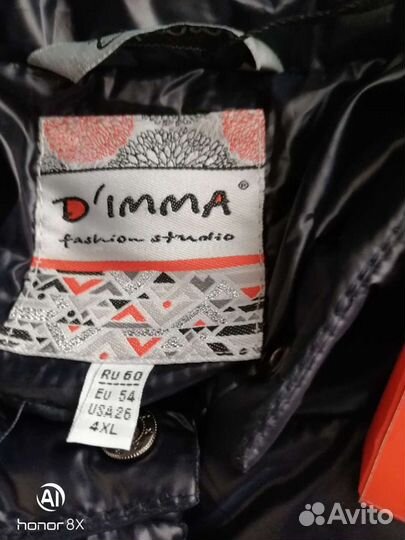 D'IMMA®
fashion studio
RU 60
EU 54
USA 26
4XL
AI
honor 8X
Avito